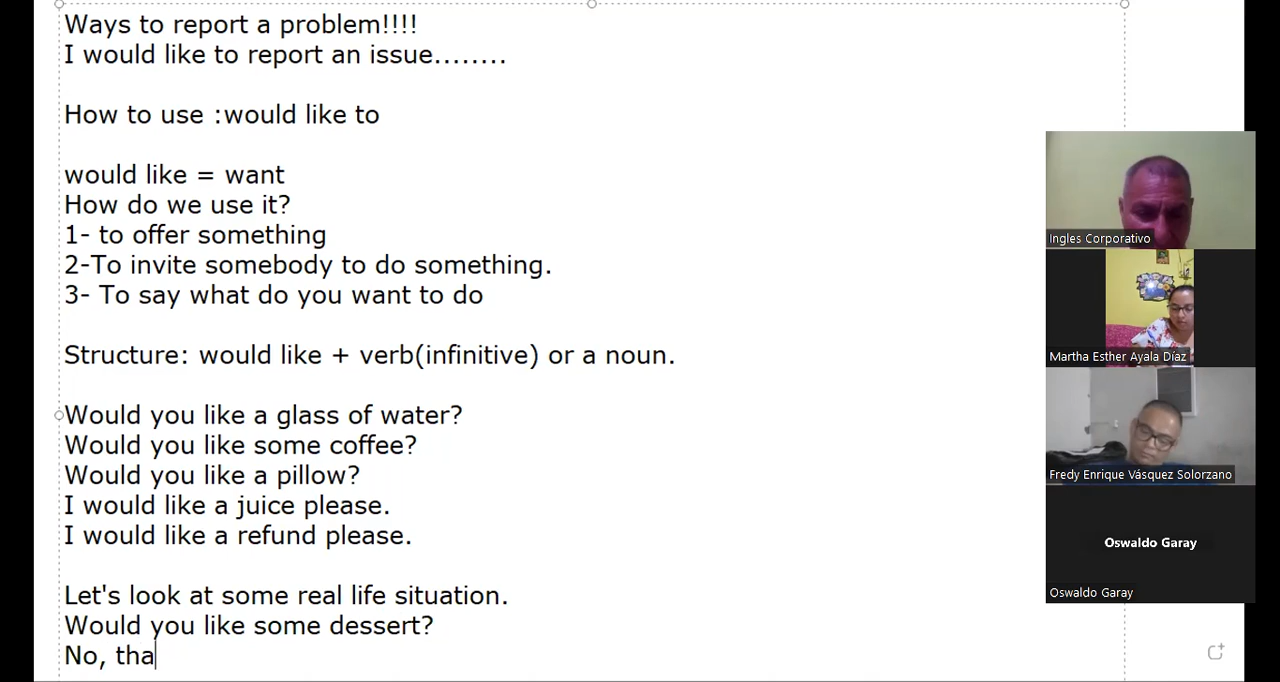 Ways to report a problem!!!!
I would like to report an issue........
How to use :would like to
would like = want
How do we use it?
1- to offer something
2-To invite somebody to do something.
3- To say what do you want to do
Structure: would like + verb(infinitive) or a noun.
Would you like a glass of water?
Would you like some coffee?
Would you like a pillow?
I would like a juice please.
I would like a refund please.
Let's look at some real life situation.
Would you like some dessert?
No, tha
Ingles Corporativo
Martha Esther Ayala Díaz
Fredy Enrique Vásquez Solorzano
Oswaldo Garay
Oswaldo Garay